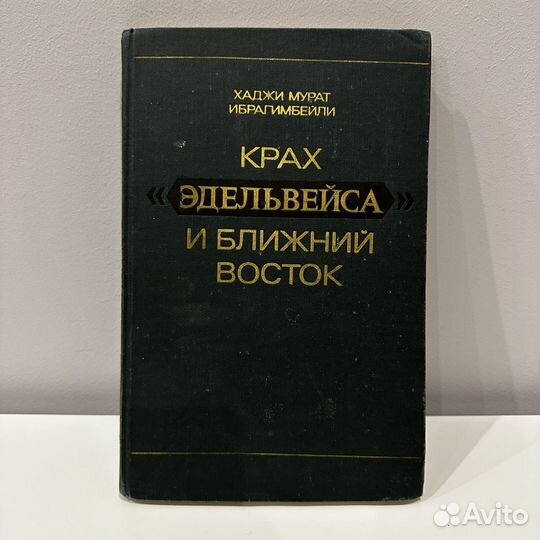 ХАДЖИ МУРАТ
ИБРАГИМБЕЙЛИ
КРАХ
«ЭДЕЛЬВЕЙСА»
И БЛИЖНИЙ
ВОСТОК
Avito